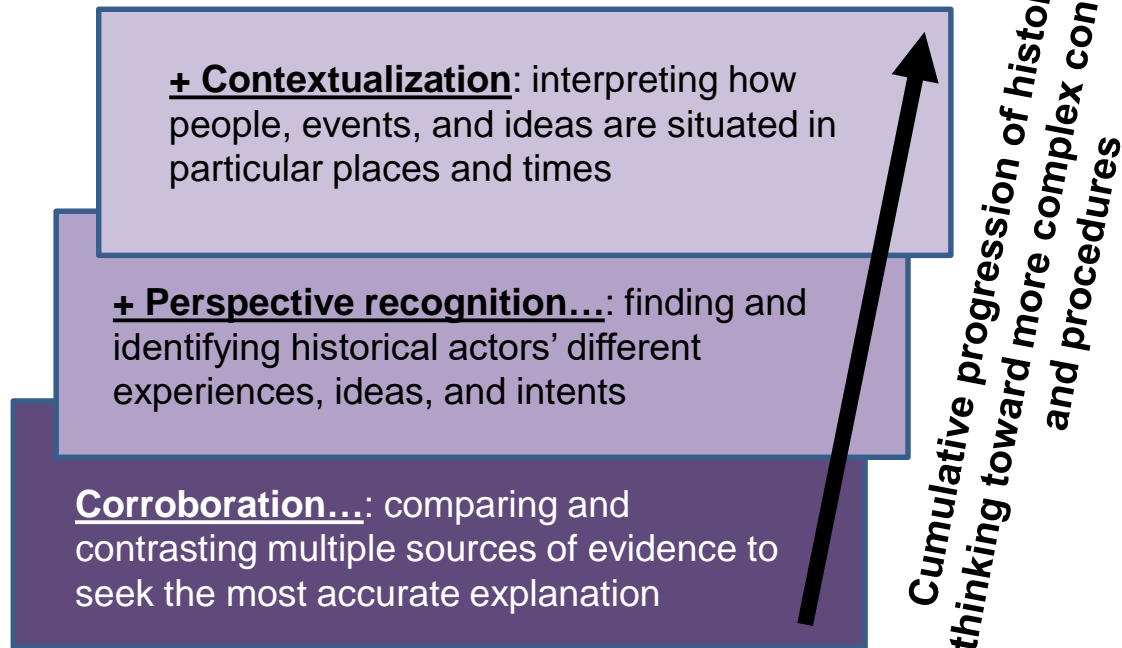 + Contextualization: interpreting how
people, events, and ideas are situated in
particular places and times
+ Perspective recognition…: finding and
identifying historical actors’ different
experiences, ideas, and intents
Corroboration…: comparing and
contrasting multiple sources of evidence to
seek the most accurate explanation
Cumulative progression of
thinking toward more complex
and procedures